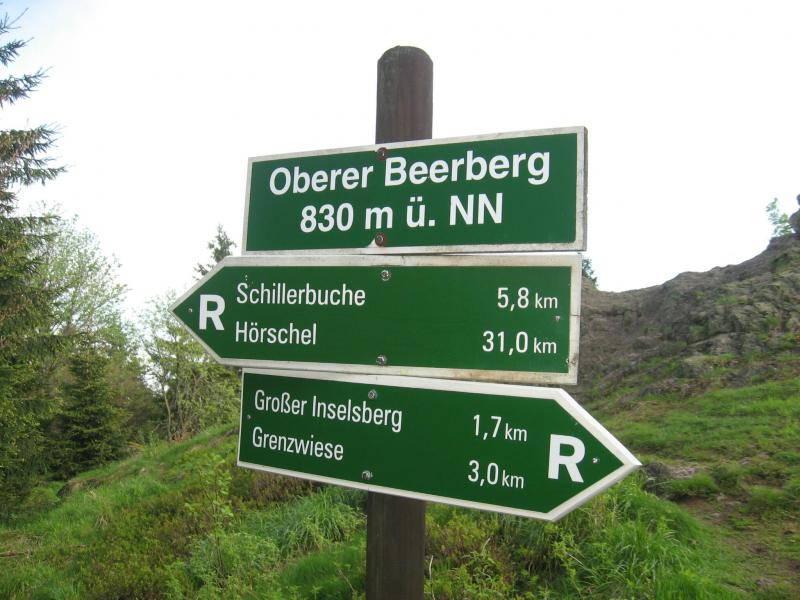 Oberer Beerberg
830 m ü. NN
R Schillerbuche 5,8 km
Hörschel 31,0 km
Großer Inselsberg 1,7 km
Grenzwiese 3,0 km R